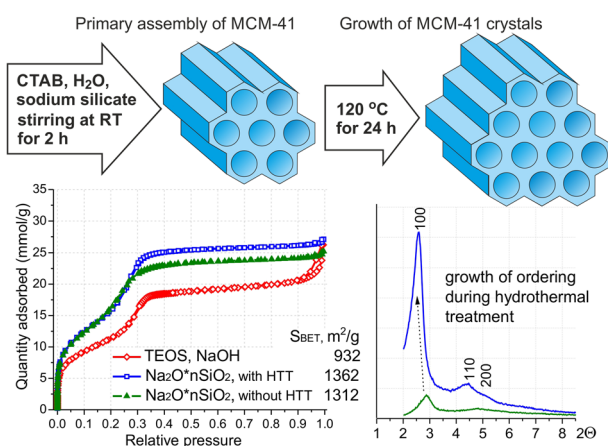 Primary assembly of MCM-41
Growth of MCM-41 crystals
CTAB, H₂O,
sodium silicate
stirring at RT
for 2 h
120 °C
for 24 h
Quantity adsorbed (mmol/g)
35
30
25
20
15
10
5
0
0.0 0.1 0.2 0.3 0.4 0.5 0.6 0.7 0.8 0.9 1.0
Relative pressure
SBET, m²/g
TEOS, NaOH 932
Na₂O*nSiO₂, with HTT 1362
Na₂O*nSiO₂, without HTT 1312
100
growth of ordering
during hydrothermal
treatment
110
200
1 2 3 4 5 6 7 8 2Θ